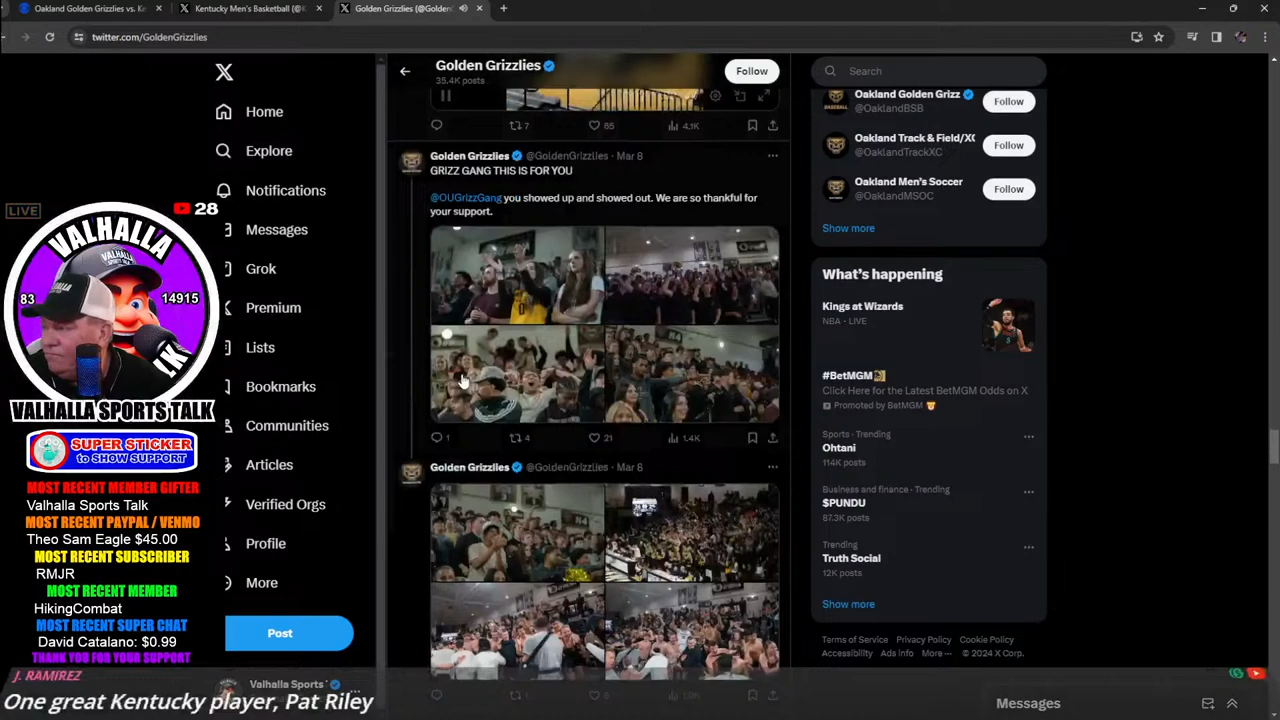 Oakland Golden Grizzlies vs. Ke
Kentucky Men's Basketball (@K
Golden Grizzlies (@Golden
twitter.com/GoldenGrizzlies
Home
Explore
Notifications
Messages
Grok
Premium
Lists
Bookmarks
Communities
Articles
Verified Orgs
Profile
More
Post
Valhalla Sports
LIVE
28
VALHALLA
83
14915
VALHALLA SPORTS TALK
SUPER STICKER
to SHOW SUPPORT
MOST RECENT MEMBER GIFTER
Valhalla Sports Talk
MOST RECENT PAYPAL / VENMO
Theo Sam Eagle $45.00
MOST RECENT SUBSCRIBER
RMJR
MOST RECENT MEMBER
HikingCombat
MOST RECENT SUPER CHAT
David Catalano: $0.99
THANK YOU FOR YOUR SUPPORT
J. RAMIREZ
One great Kentucky player, Pat Riley
Golden Grizzlies
35.4K posts
Follow
7 65 4.1K
Golden Grizzlies @GoldenGrizzlies · Mar 8
GRIZZ GANG THIS IS FOR YOU
@OUGrizzGang you showed up and showed out. We are so thankful for
your support.
1 4 21 1.4K
Golden Grizzlies @GoldenGrizzlies · Mar 8
Search
Oakland Golden Grizz
@OaklandBSB
Follow
Oakland Track & Field/XC
@OaklandTrackXC
Follow
Oakland Men's Soccer
@OaklandMSOC
Follow
Show more
What's happening
Kings at Wizards
NBA · LIVE
#BetMGM
Click Here for the Latest BetMGM Odds on X
Promoted by BetMGM
Sports · Trending
Ohtani
114K posts
Business and finance · Trending
$PUNDU
87.3K posts
Trending
Truth Social
12K posts
Show more
Terms of Service Privacy Policy Cookie Policy
Accessibility Ads info More ··· © 2024 X Corp.
Messages